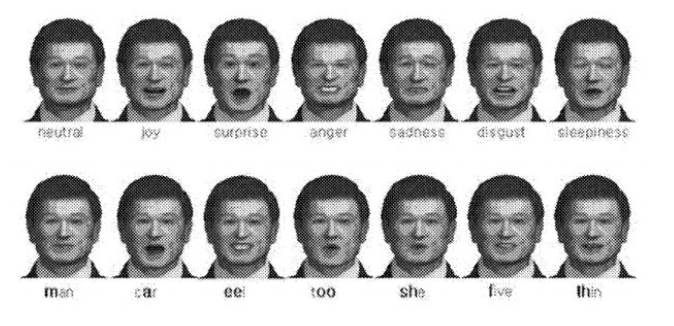 neutral joy surprise anger sadness disgust sleepiness
man car eel too she five thin